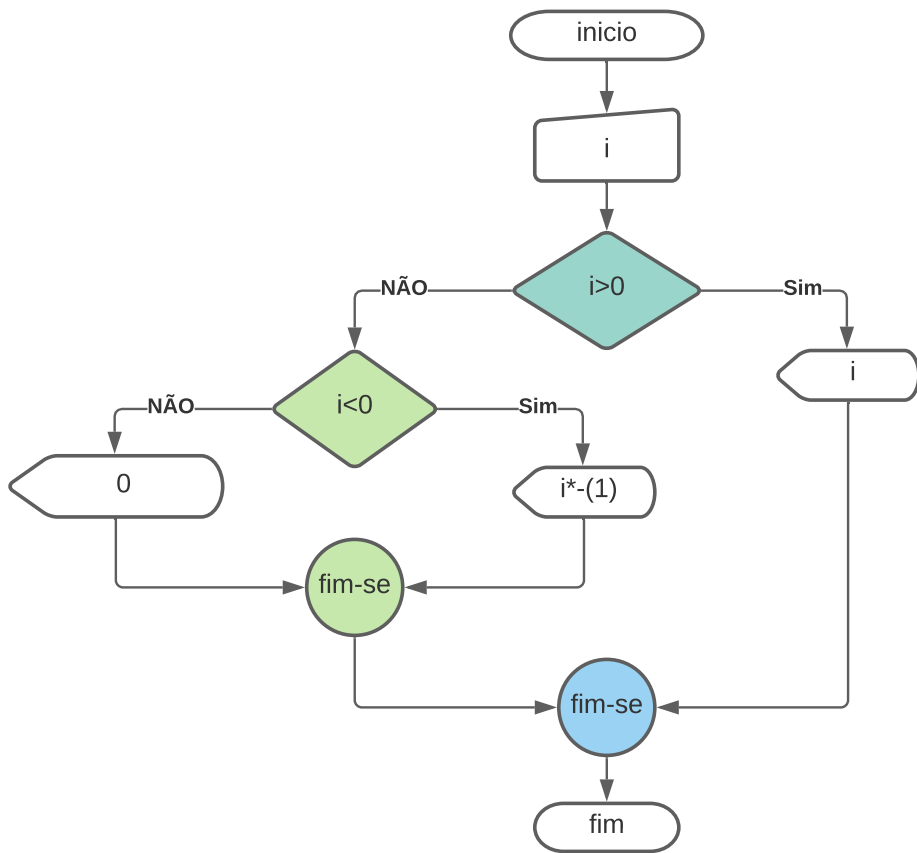 inicio
i
i>0
NÃO
Sim
i
i<0
NÃO
Sim
0
i*-(1)
fim-se
fim-se
fim